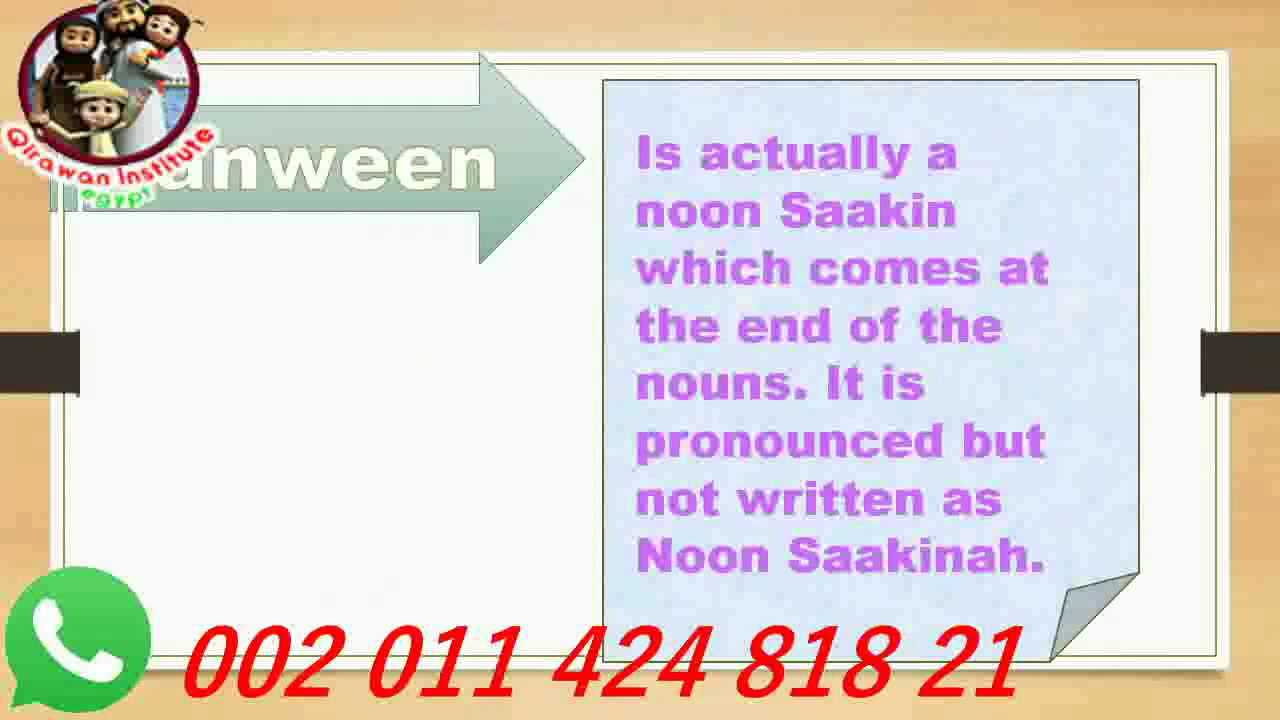 Qirawan Institute
egypt
anween
Is actually a
noon Saakin
which comes at
the end of the
nouns. It is
pronounced but
not written as
Noon Saakinah.
002 011 424 818 21